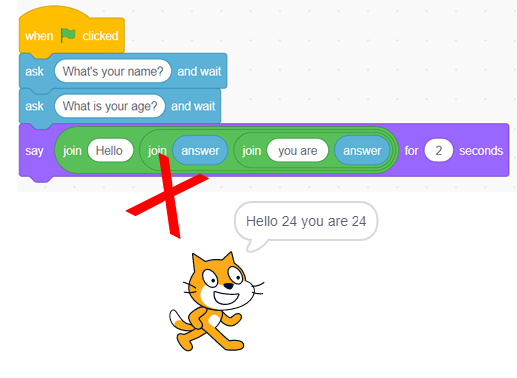 when clicked
ask What's your name? and wait
ask What is your age? and wait
say join Hello join answer join you are answer for 2 seconds
Hello 24 you are 24